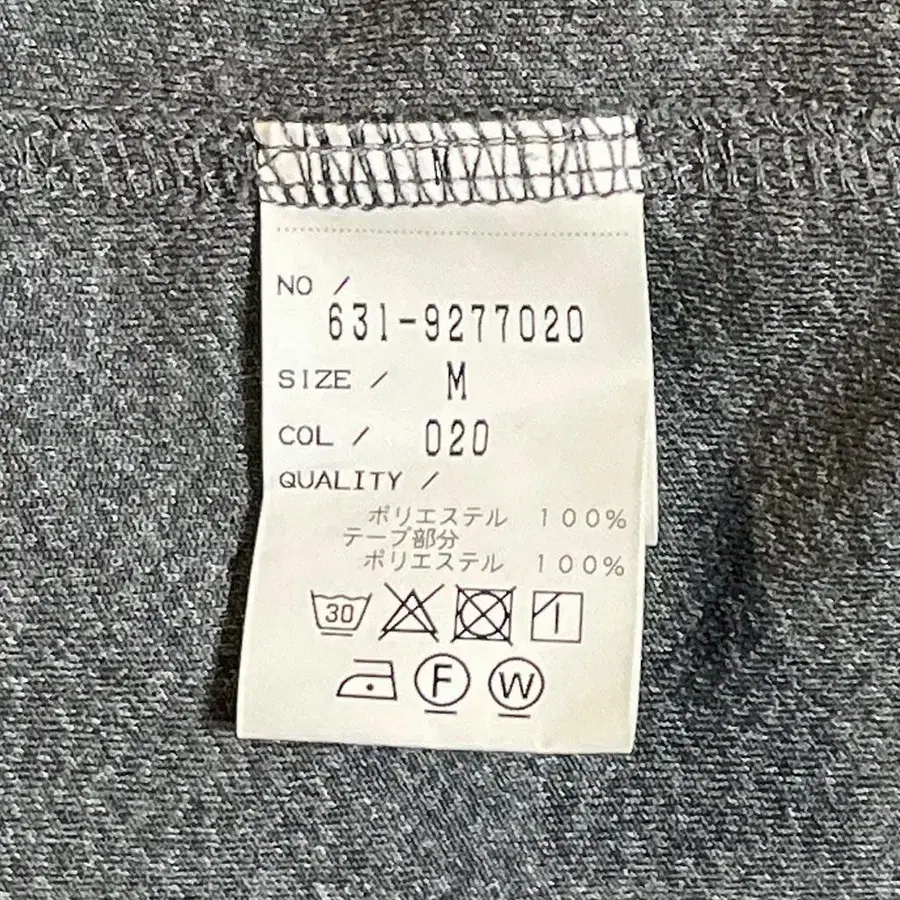 NO /
631-9277020
SIZE / M
COL / 020
QUALITY /
ポリエステル 100%
テープ部分
ポリエステル 100%
30
F W